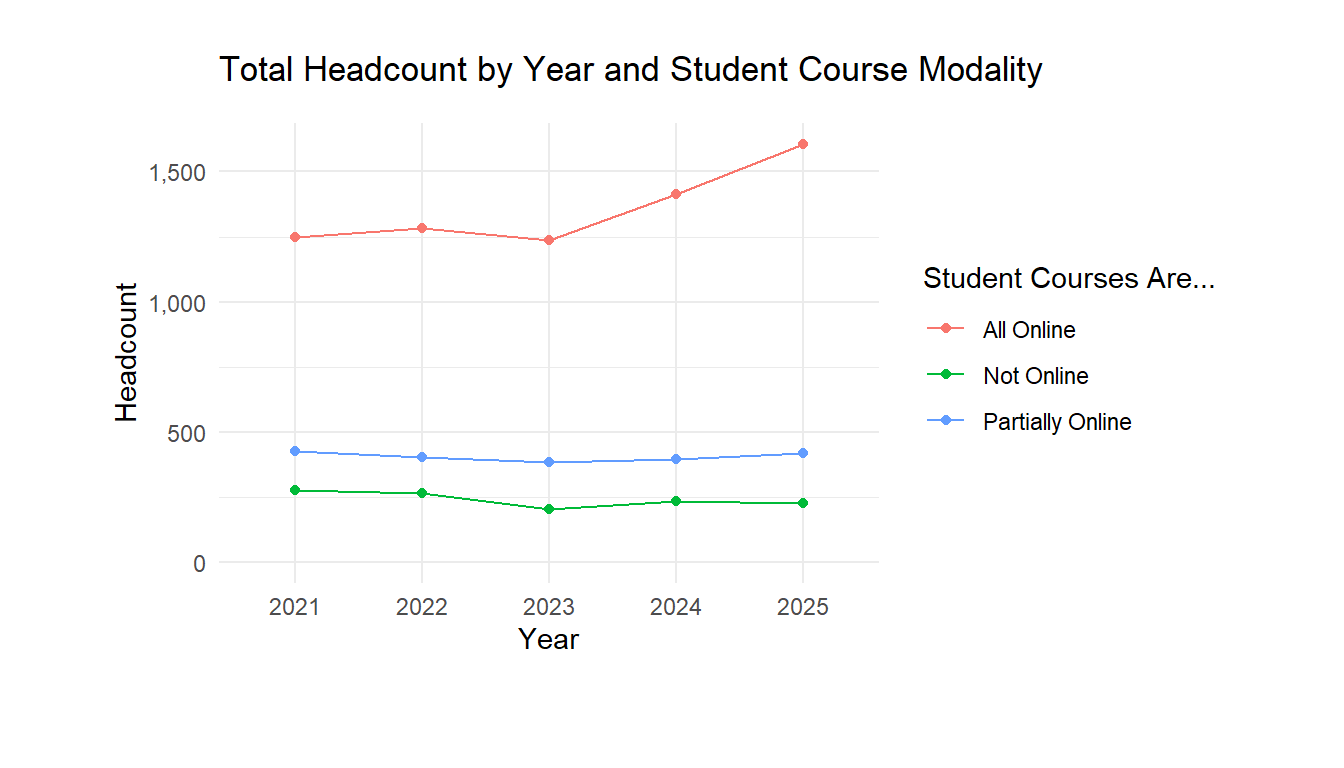 Total Headcount by Year and Student Course Modality
1,500
1,000
500
0
Headcount
2021 2022 2023 2024 2025
Year
Student Courses Are...
All Online
Not Online
Partially Online